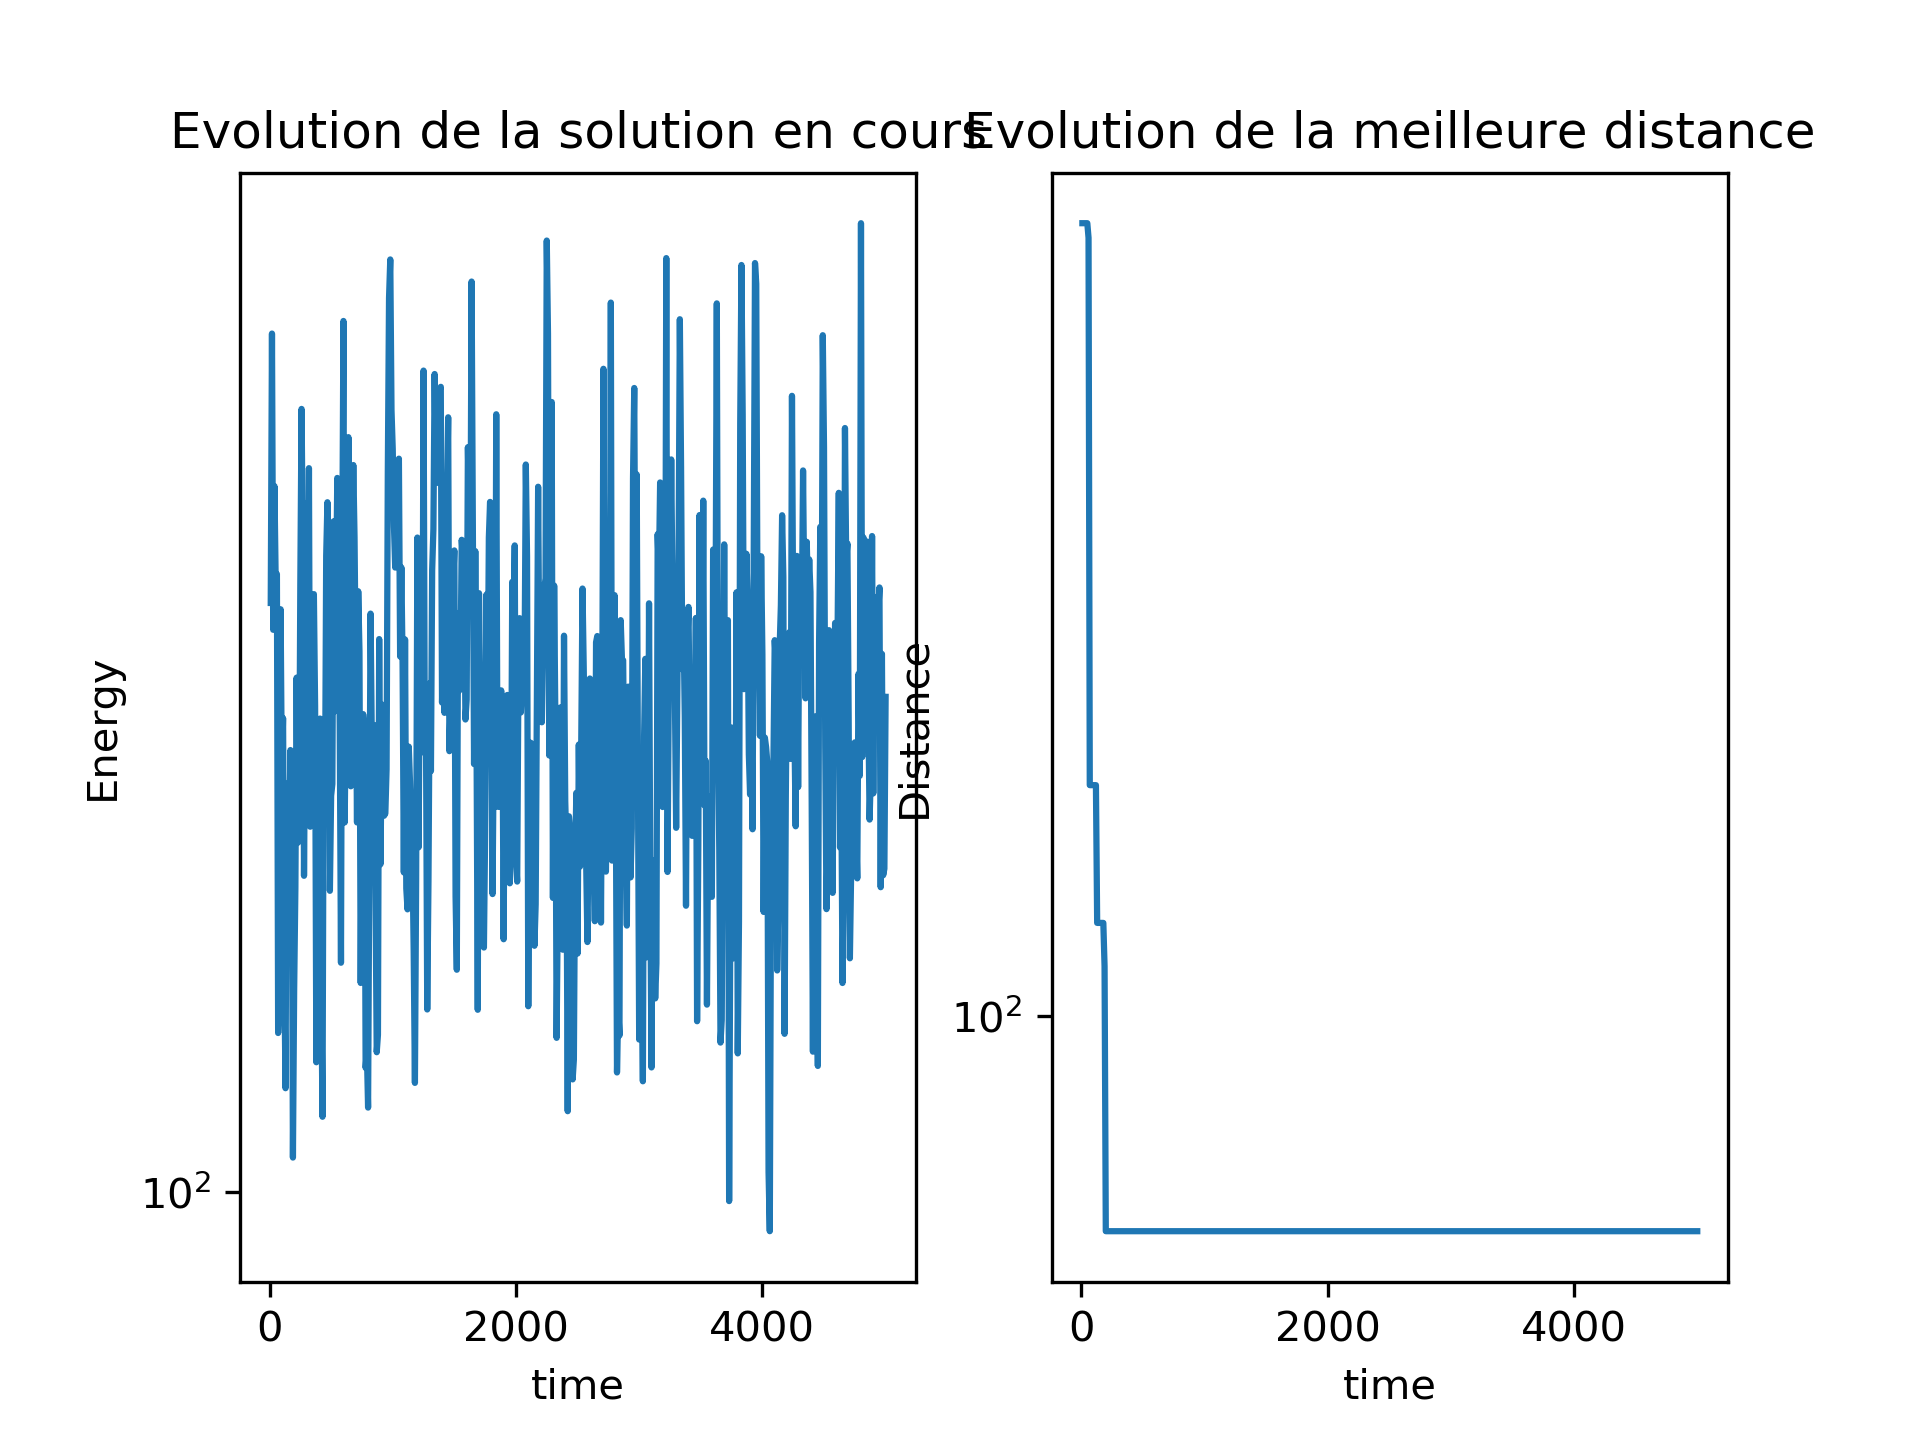 Evolution de la solution en cours
Evolution de la meilleure distance
Energy
10²
0 2000 4000
time
Distance
10²
0 2000 4000
time